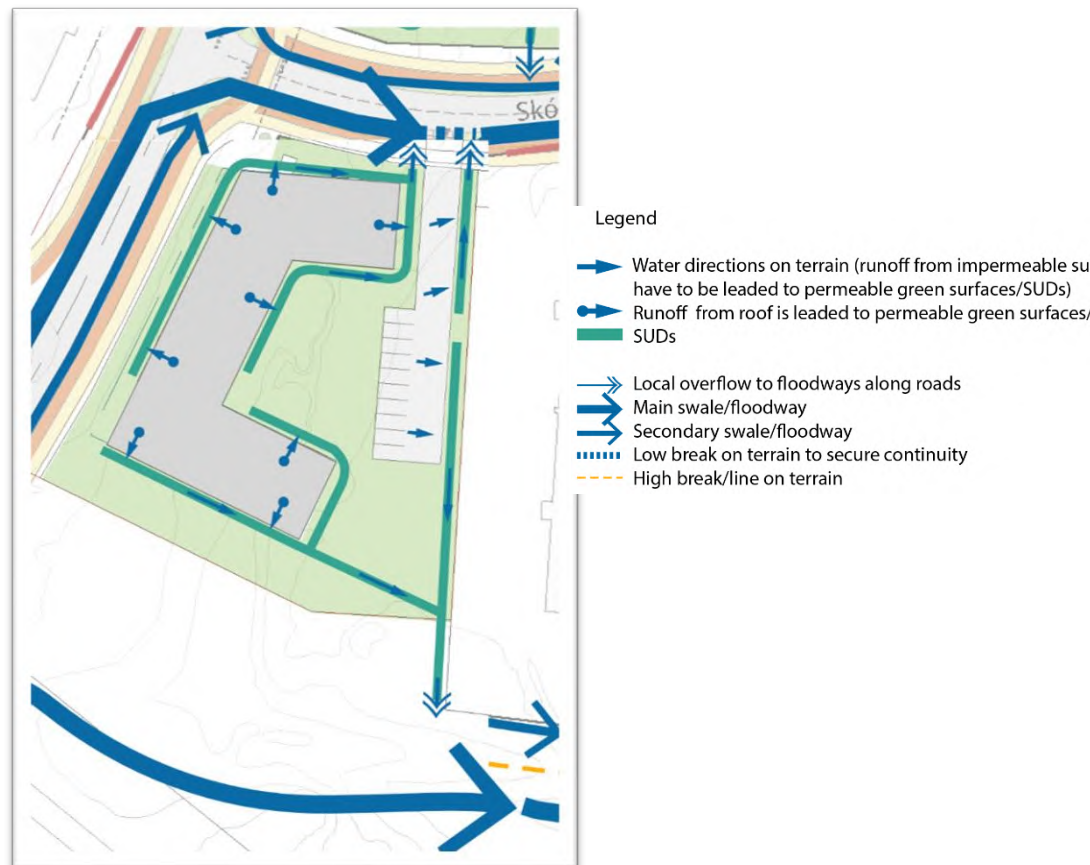 Skó
Legend
Water directions on terrain (runoff from impermeable su
have to be leaded to permeable green surfaces/SUDs)
Runoff from roof is leaded to permeable green surfaces/
SUDs
Local overflow to floodways along roads
Main swale/floodway
Secondary swale/floodway
Low break on terrain to secure continuity
High break/line on terrain